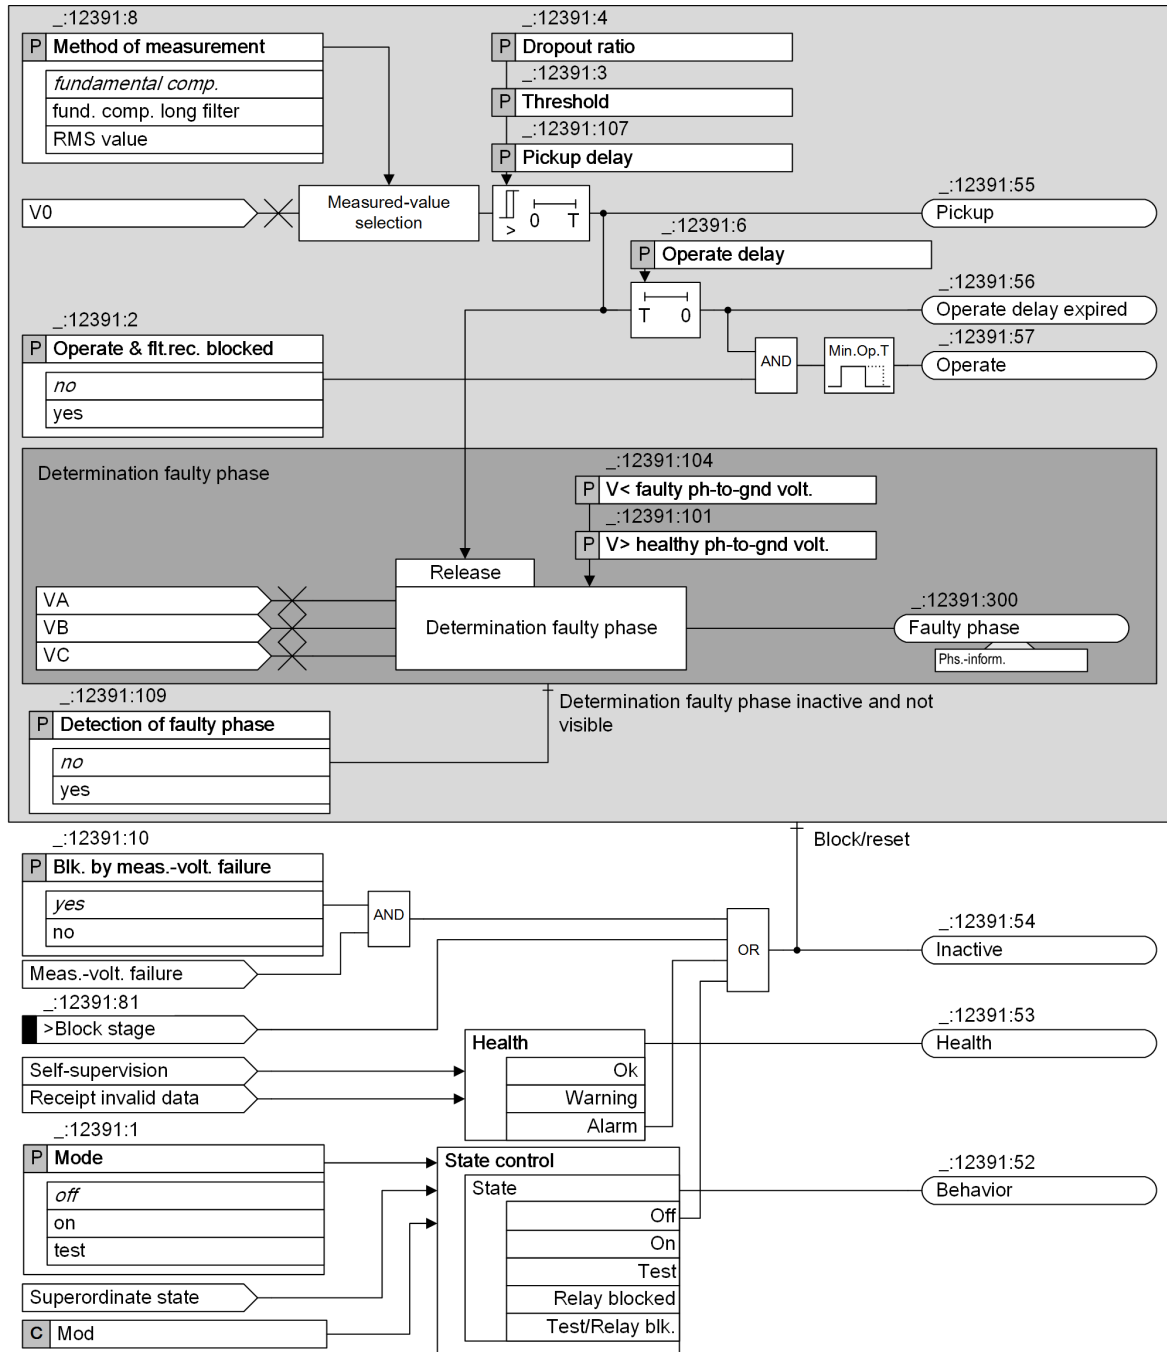 _:12391:8
P Method of measurement
fundamental comp.
fund. comp. long filter
RMS value
_:12391:4
P Dropout ratio
_:12391:3
P Threshold
_:12391:107
P Pickup delay
V0
Measured-value
selection
> 0 T
_:12391:55
Pickup
_:12391:6
P Operate delay
T 0
_:12391:56
Operate delay expired
_:12391:2
P Operate & flt.rec. blocked
no
yes
AND
Min.Op.T
_:12391:57
Operate
Determination faulty phase
_:12391:104
P V< faulty ph-to-gnd volt.
_:12391:101
P V> healthy ph-to-gnd volt.
Release
VA
VB
VC
Determination faulty phase
_:12391:300
Faulty phase
Phs.-inform.
_:12391:109
P Detection of faulty phase
no
yes
Determination faulty phase inactive and not
visible
_:12391:10
P Blk. by meas.-volt. failure
yes
no
Meas.-volt. failure
AND
Block/reset
OR
_:12391:54
Inactive
_:12391:81
>Block stage
Self-supervision
Receipt invalid data
Health
Ok
Warning
Alarm
_:12391:53
Health
_:12391:1
P Mode
off
on
test
Superordinate state
C Mod
State control
State
Off
On
Test
Relay blocked
Test/Relay blk.
_:12391:52
Behavior